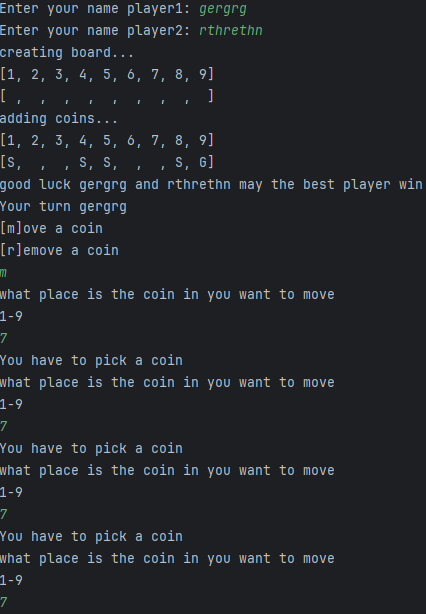 Enter your name player1: gergrg
Enter your name player2: rthrethn
creating board...
[1, 2, 3, 4, 5, 6, 7, 8, 9]
[ ,  ,  ,  ,  ,  ,  ,  ,  ]
adding coins...
[1, 2, 3, 4, 5, 6, 7, 8, 9]
[S,  ,  , S, S,  ,  , S, G]
good luck gergrg and rthrethn may the best player win
Your turn gergrg
[m]ove a coin
[r]emove a coin
m
what place is the coin in you want to move
1-9
7
You have to pick a coin
what place is the coin in you want to move
1-9
7
You have to pick a coin
what place is the coin in you want to move
1-9
7
You have to pick a coin
what place is the coin in you want to move
1-9
7